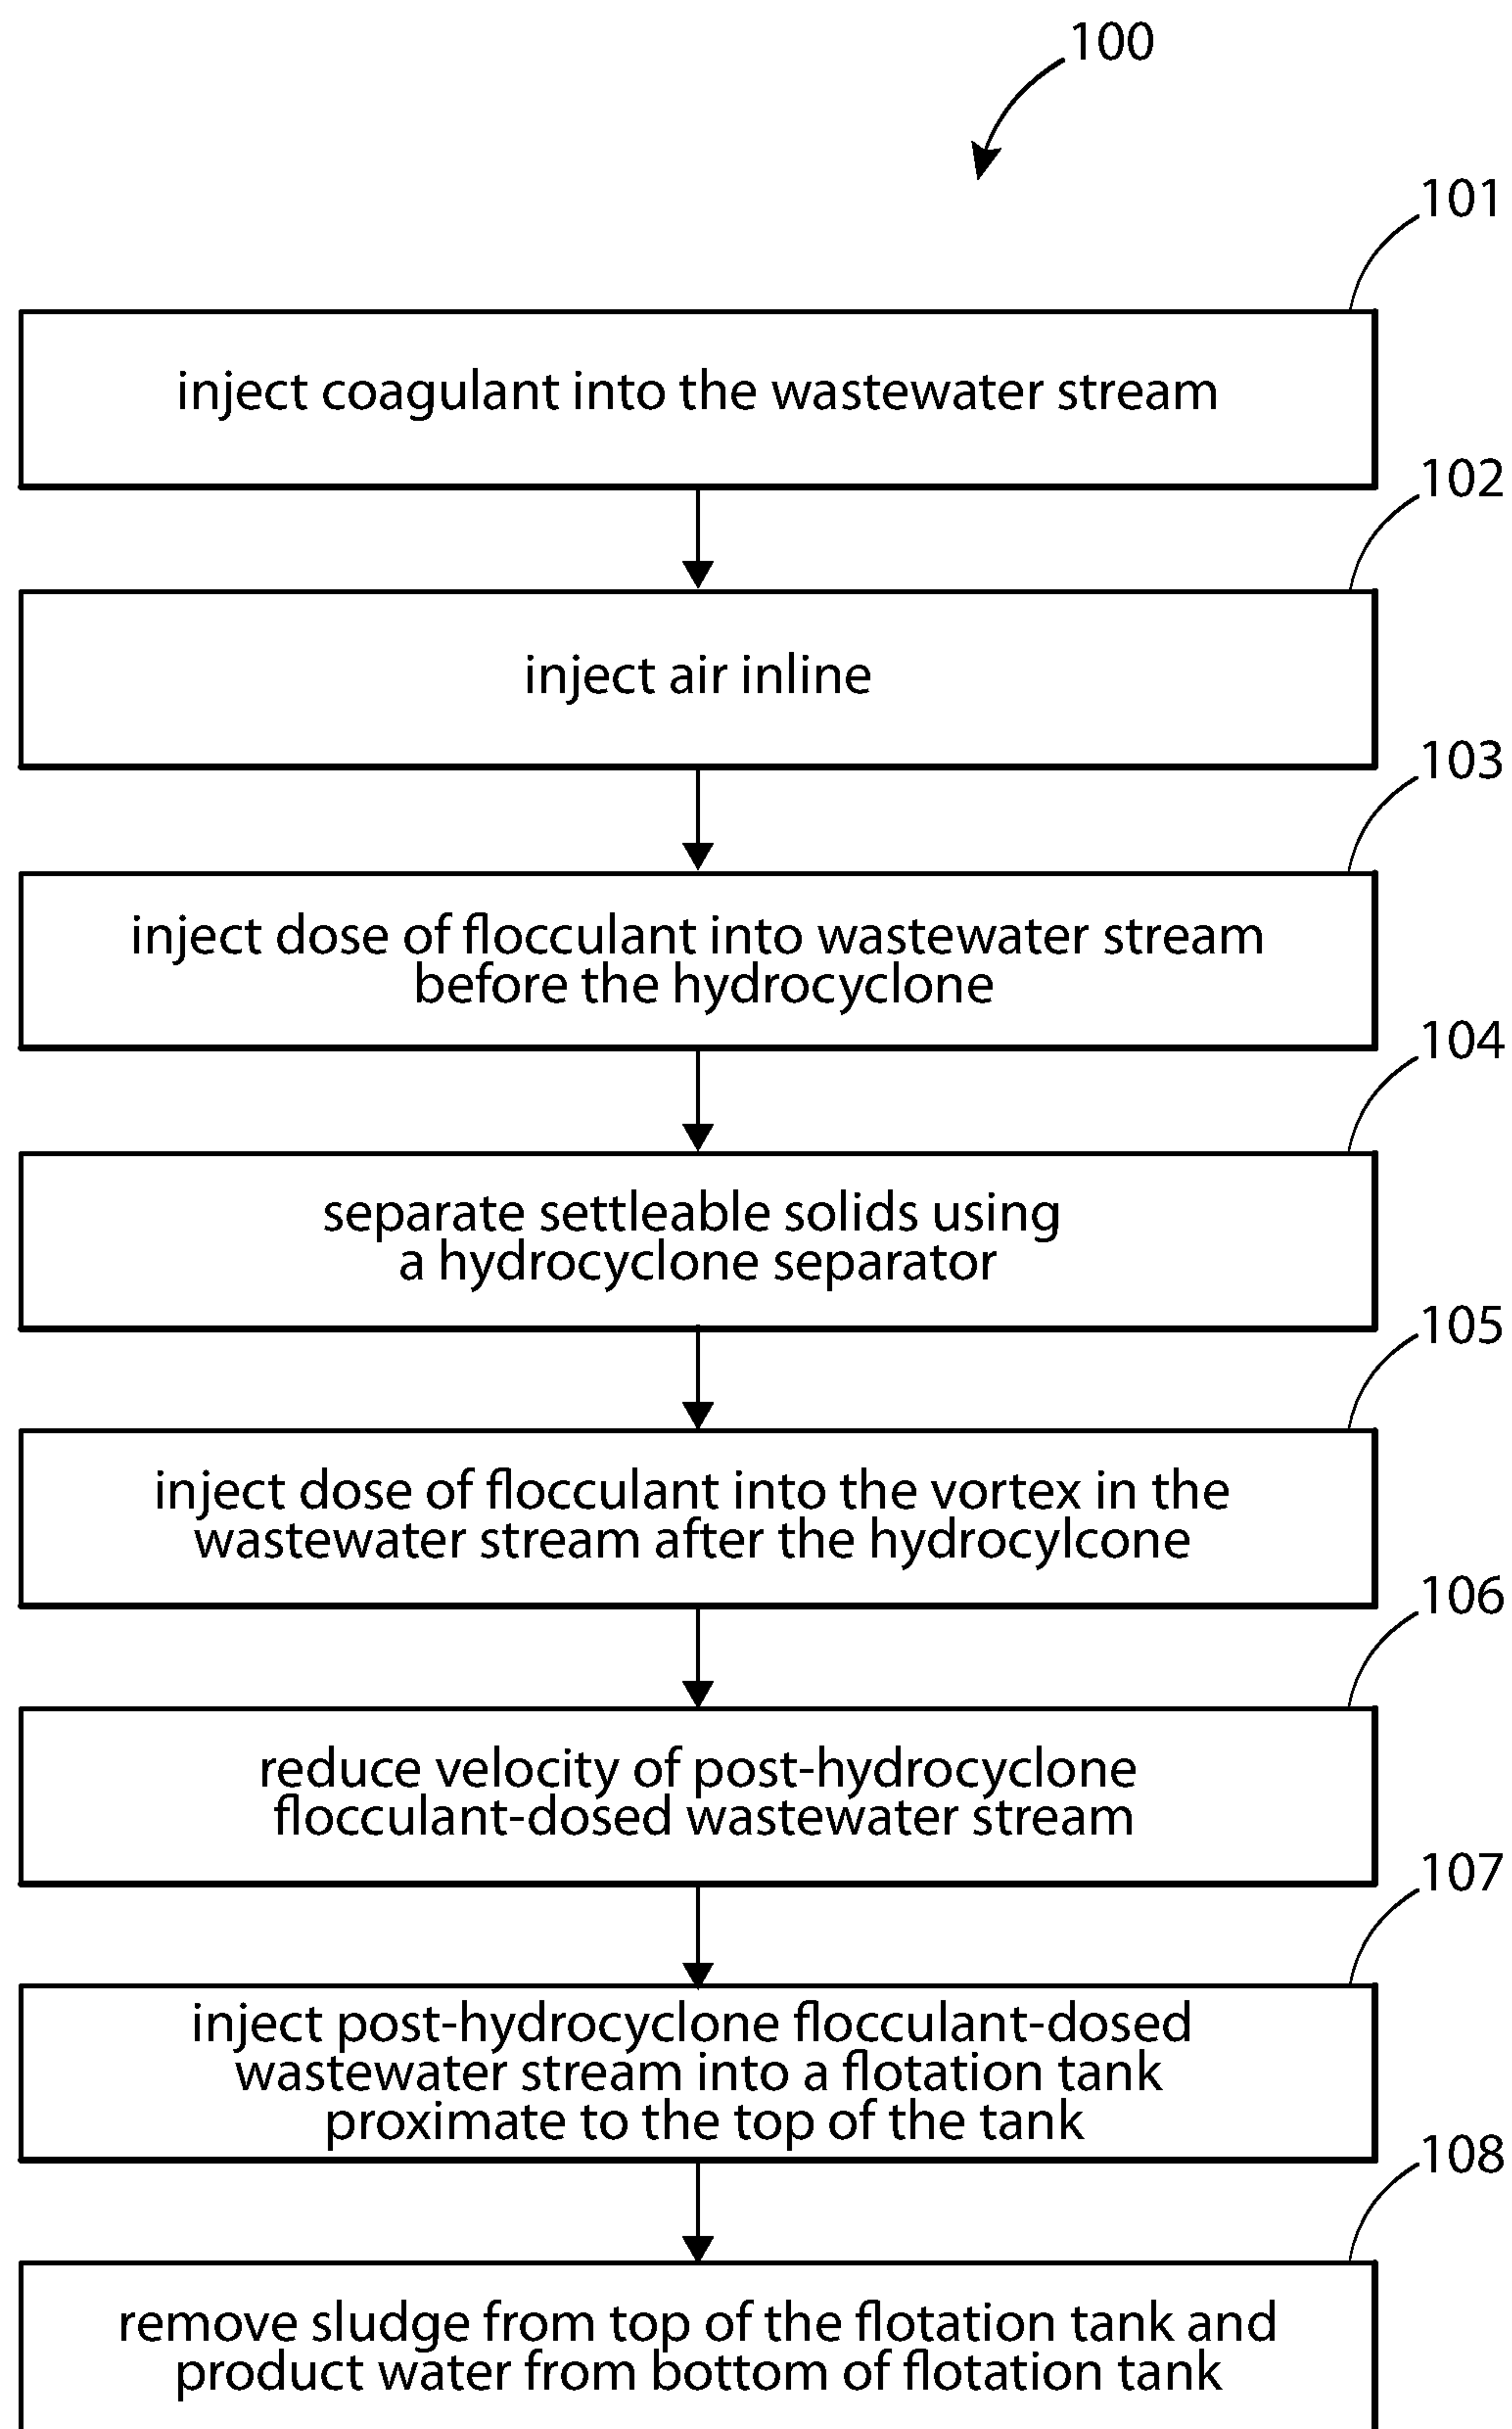 100
101
inject coagulant into the wastewater stream
102
inject air inline
103
inject dose of flocculant into wastewater stream
before the hydrocyclone
104
separate settleable solids using
a hydrocyclone separator
105
inject dose of flocculant into the vortex in the
wastewater stream after the hydrocylcone
106
reduce velocity of post-hydrocyclone
flocculant-dosed wastewater stream
107
inject post-hydrocyclone flocculant-dosed
wastewater stream into a flotation tank
proximate to the top of the tank
108
remove sludge from top of the flotation tank and
product water from bottom of flotation tank